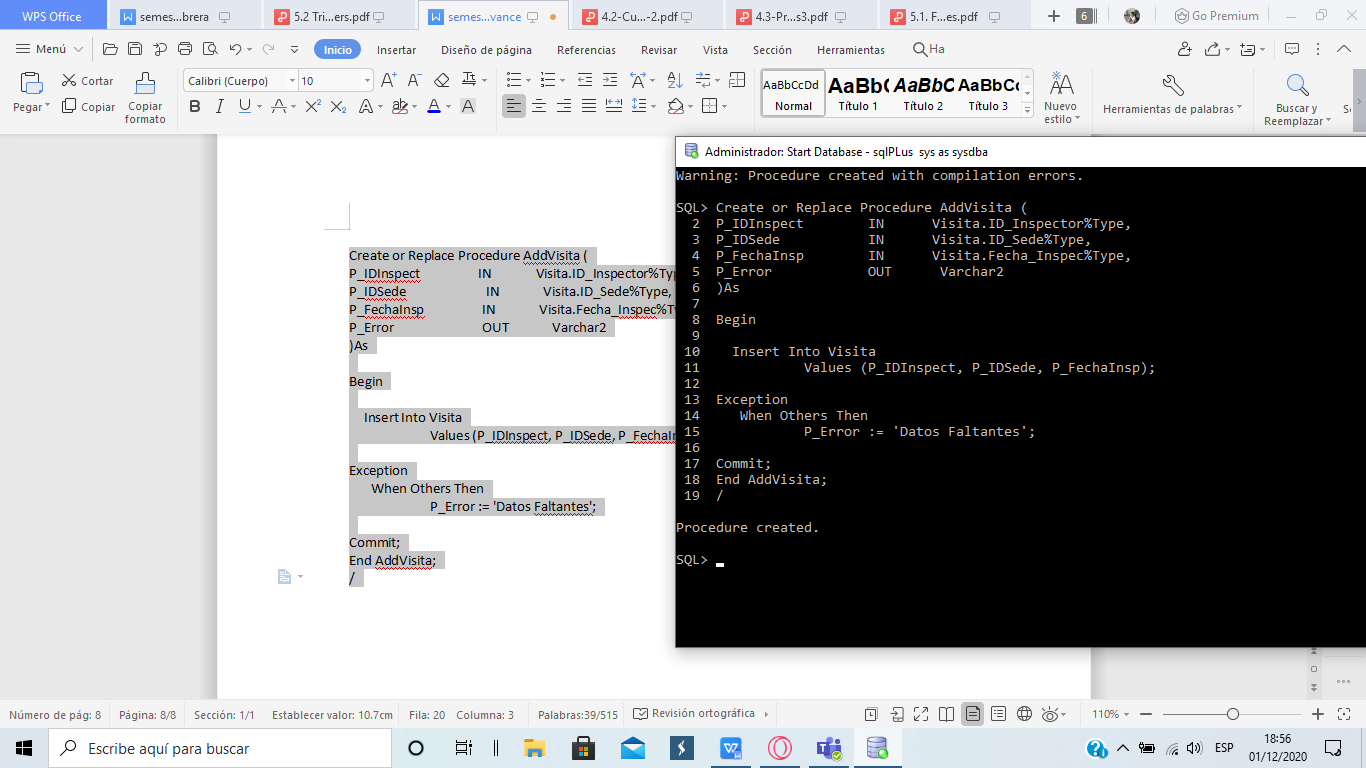 WPS Office semes...brera 5.2 Tri...ers.pdf semes...vance 4.2-Cu...-2.pdf 4.3-Pr...s3.pdf 5.1. F...es.pdf 6 Go Premium
Menú Inicio Insertar Diseño de página Referencias Revisar Vista Sección Herramientas Ha
Pegar Cortar Copiar Copiar formato Calibri (Cuerpo) 10 AaBbCcDd Normal AaBb( Título 1 AaBbC Título 2 AaBbC( Título 3 Nuevo estilo Herramientas de palabras Buscar y Reemplazar
Create or Replace Procedure AddVisita (
P_IDInspect IN Visita.ID_Inspector%Typ
P_IDSede IN Visita.ID_Sede%Type,
P_FechaInsp IN Visita.Fecha_Inspec%Ty
P_Error OUT Varchar2
)As
Begin
Insert Into Visita
Values (P_IDInspect, P_IDSede, P_FechaIn
Exception
When Others Then
P_Error := 'Datos Faltantes';
Commit;
End AddVisita;
/
Administrador: Start Database - sqlPLus sys as sysdba
Warning: Procedure created with compilation errors.
SQL> Create or Replace Procedure AddVisita (
2 P_IDInspect IN Visita.ID_Inspector%Type,
3 P_IDSede IN Visita.ID_Sede%Type,
4 P_FechaInsp IN Visita.Fecha_Inspec%Type,
5 P_Error OUT Varchar2
6 )As
7
8 Begin
9
10 Insert Into Visita
11 Values (P_IDInspect, P_IDSede, P_FechaInsp);
12
13 Exception
14 When Others Then
15 P_Error := 'Datos Faltantes';
16
17 Commit;
18 End AddVisita;
19 /
Procedure created.
SQL>
Número de pág: 8 Página: 8/8 Sección: 1/1 Establecer valor: 10.7cm Fila: 20 Columna: 3 Palabras:39/515 Revisión ortográfica 110%
Escribe aquí para buscar ESP 18:56
01/12/2020